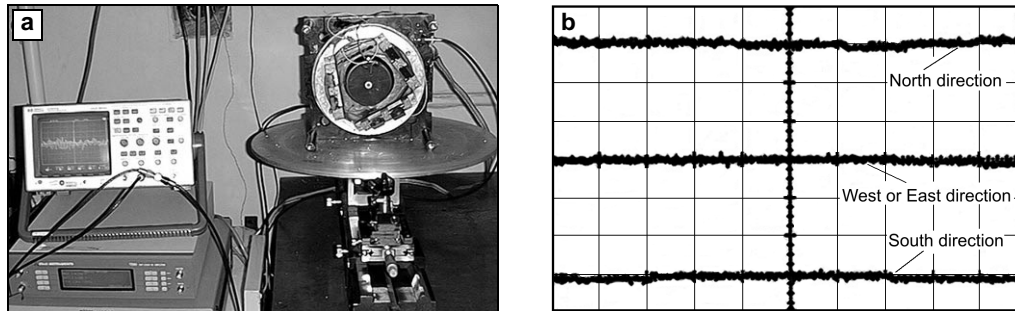 a
b
North direction
West or East direction
South direction